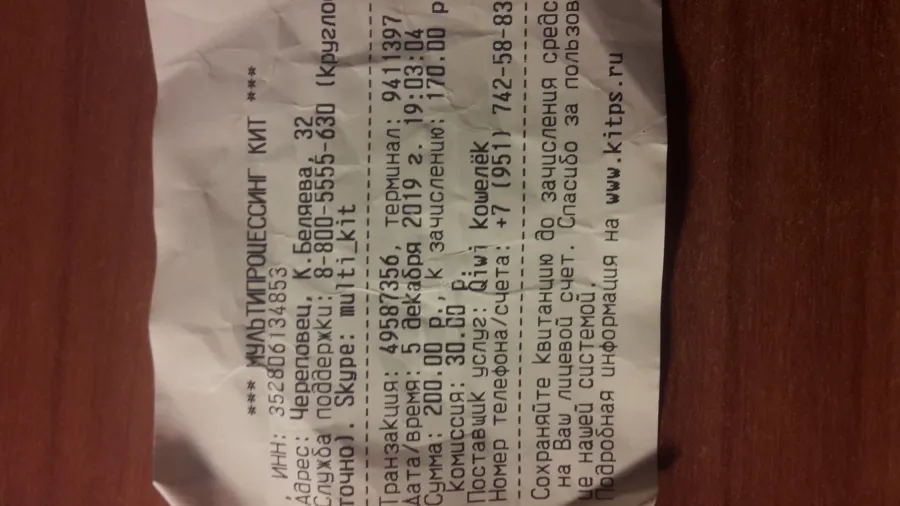 *** МУЛЬТИПРОЦЕССИНГ КИТ ***
ИНН: 352806134853
Адрес: Череповец, К.Беляева, 32
Служба поддержки: 8-800-5555-630 (Кругло
точно). Skype: multi_kit
Транзакция: 49587356, терминал: 9411397
Дата/время: 5 декабря 2019 г. 19:03:04
Сумма: 200.00 р., к зачислению: 170.00 р
Комиссия: 30.00 р.
Поставщик услуг: Qiwi Кошелёк
Номер телефона/счета: +7 (951) 742-58-83
Сохраняйте квитанцию до зачисления средс
на Ваш лицевой счет. Спасибо за пользов
ие нашей системой.
Подробная информация на www.kitps.ru